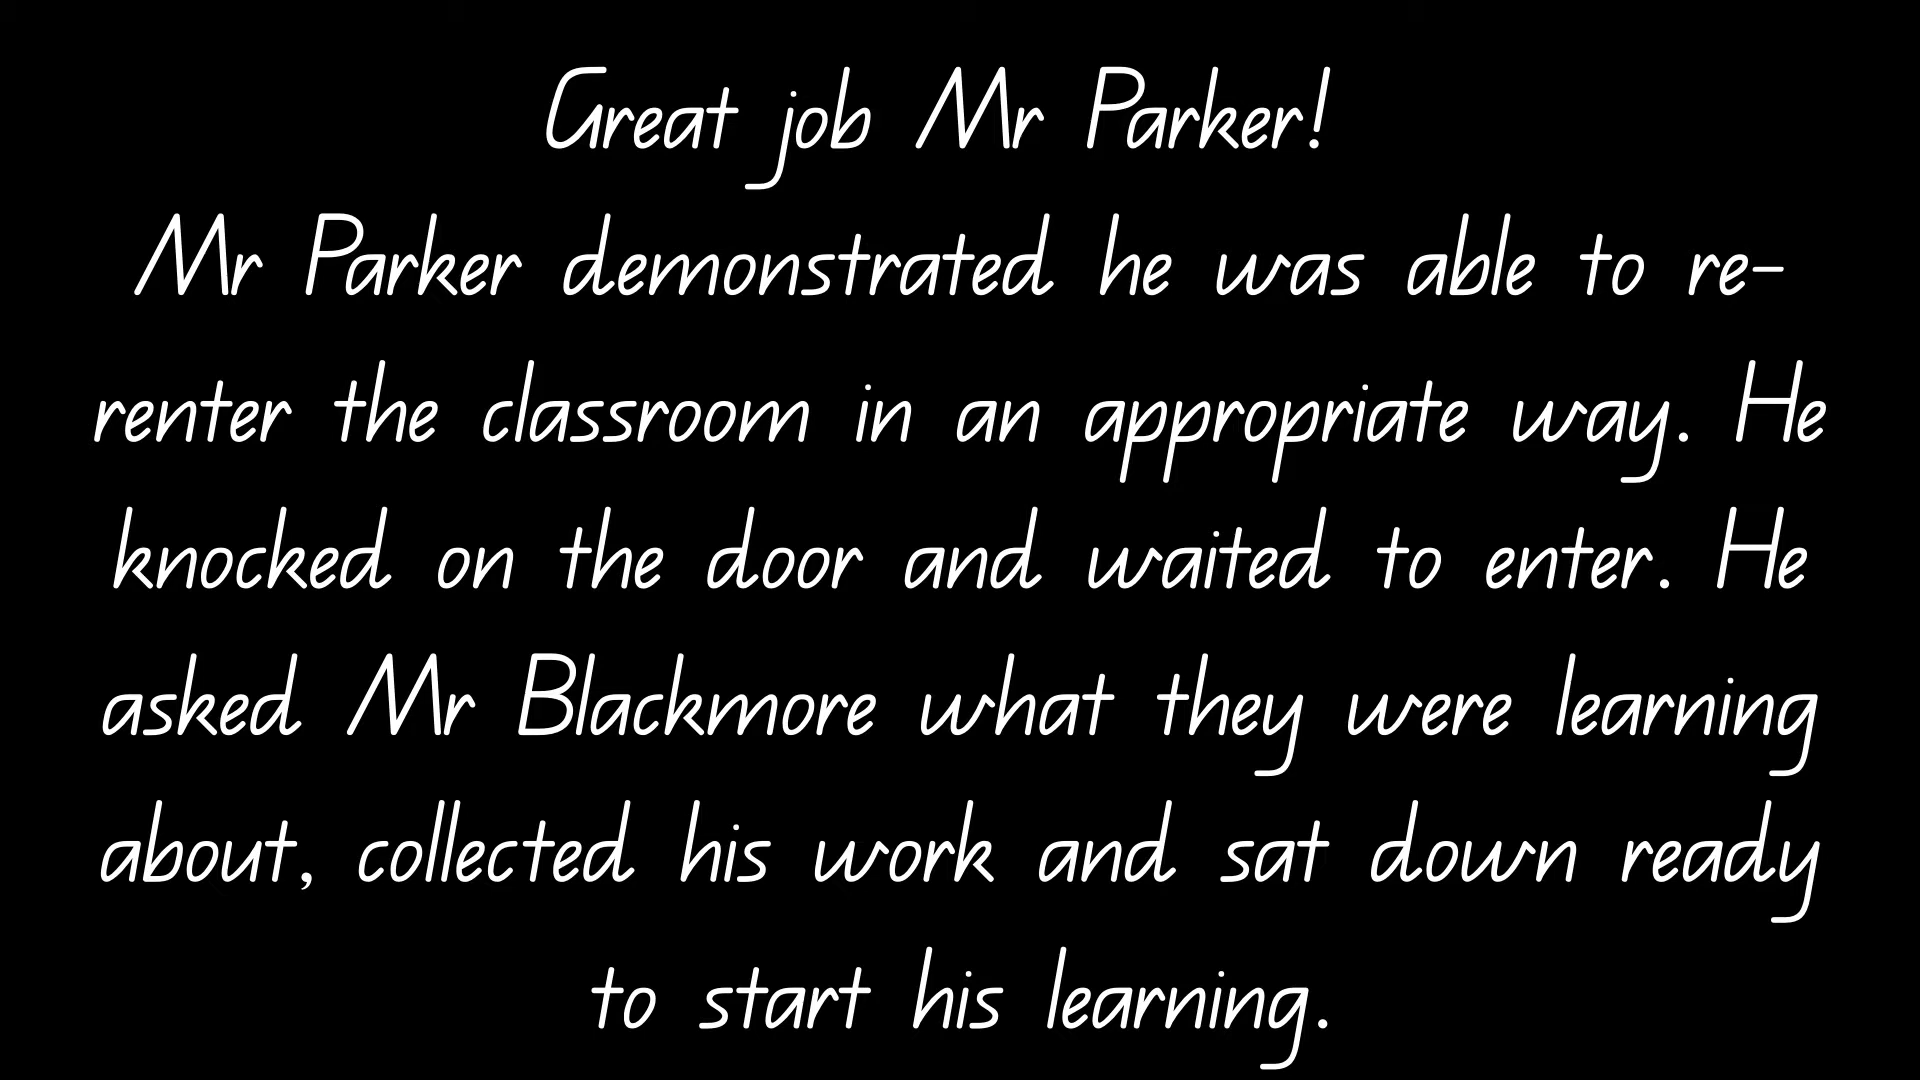 Great job Mr Parker!
Mr Parker demonstrated he was able to re-
renter the classroom in an appropriate way. He
knocked on the door and waited to enter. He
asked Mr Blackmore what they were learning
about, collected his work and sat down ready
to start his learning.